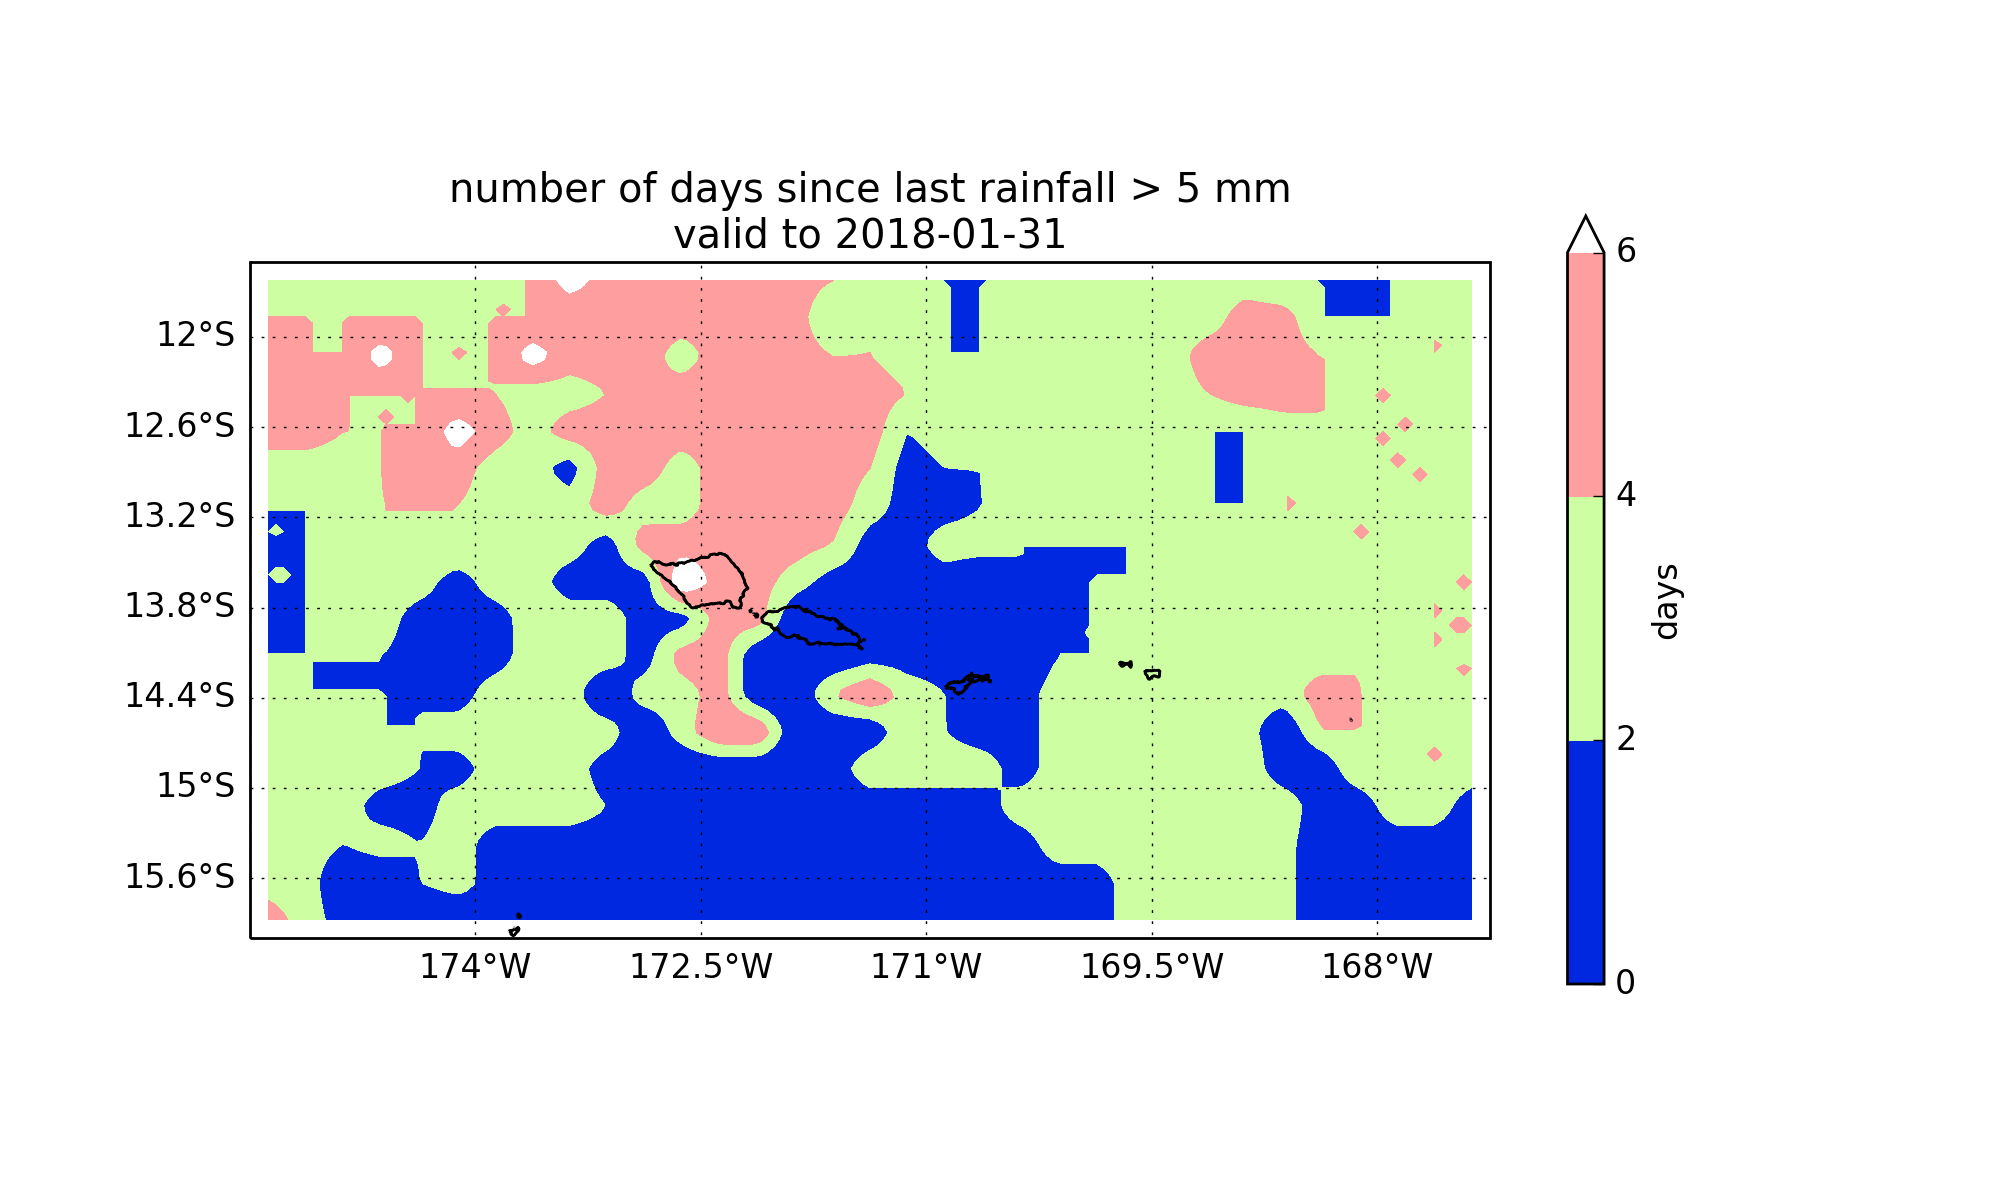 number of days since last rainfall > 5 mm
valid to 2018-01-31
12°S
12.6°S
13.2°S
13.8°S
14.4°S
15°S
15.6°S
174°W 172.5°W 171°W 169.5°W 168°W
6
4
2
0
days